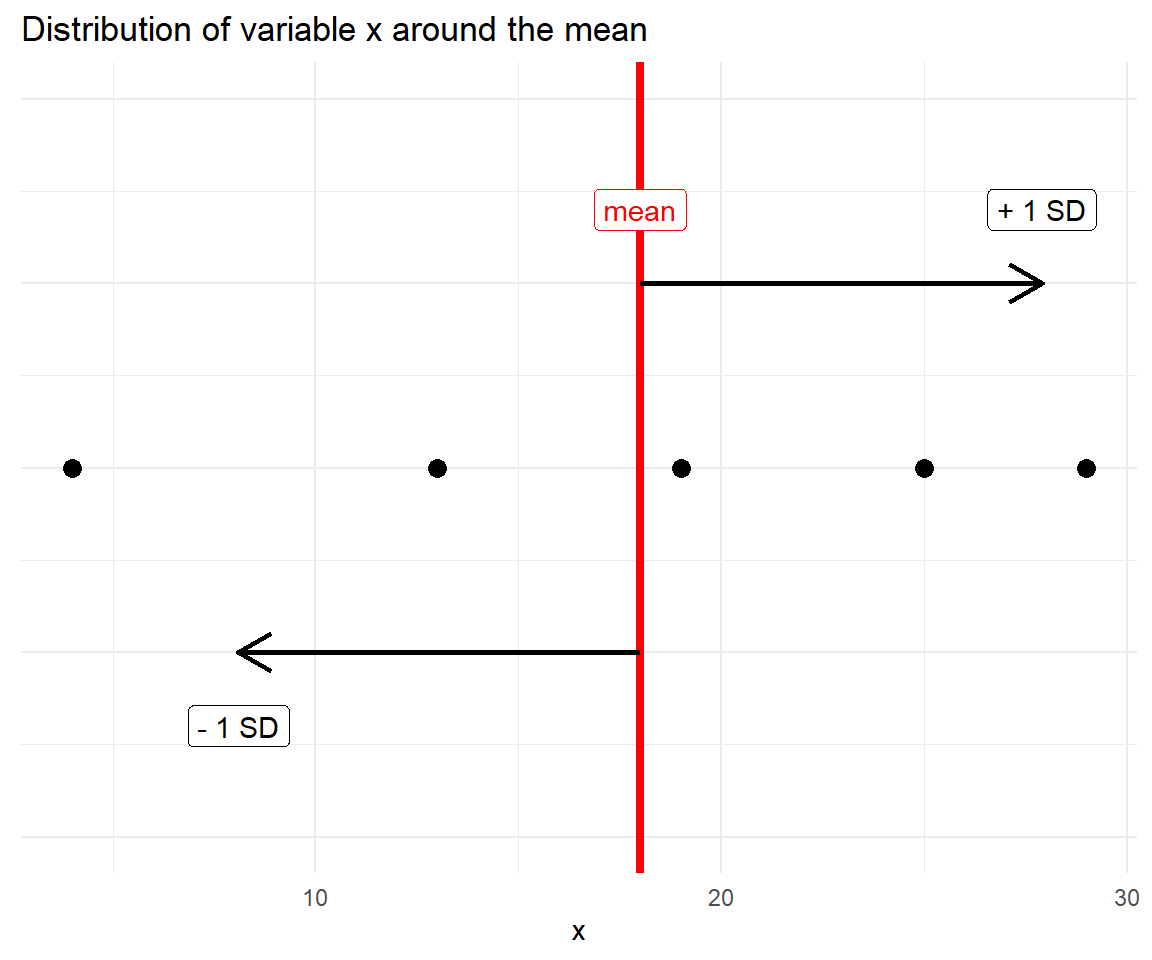 Distribution of variable x around the mean
mean
+ 1 SD
- 1 SD
10
20
30
x